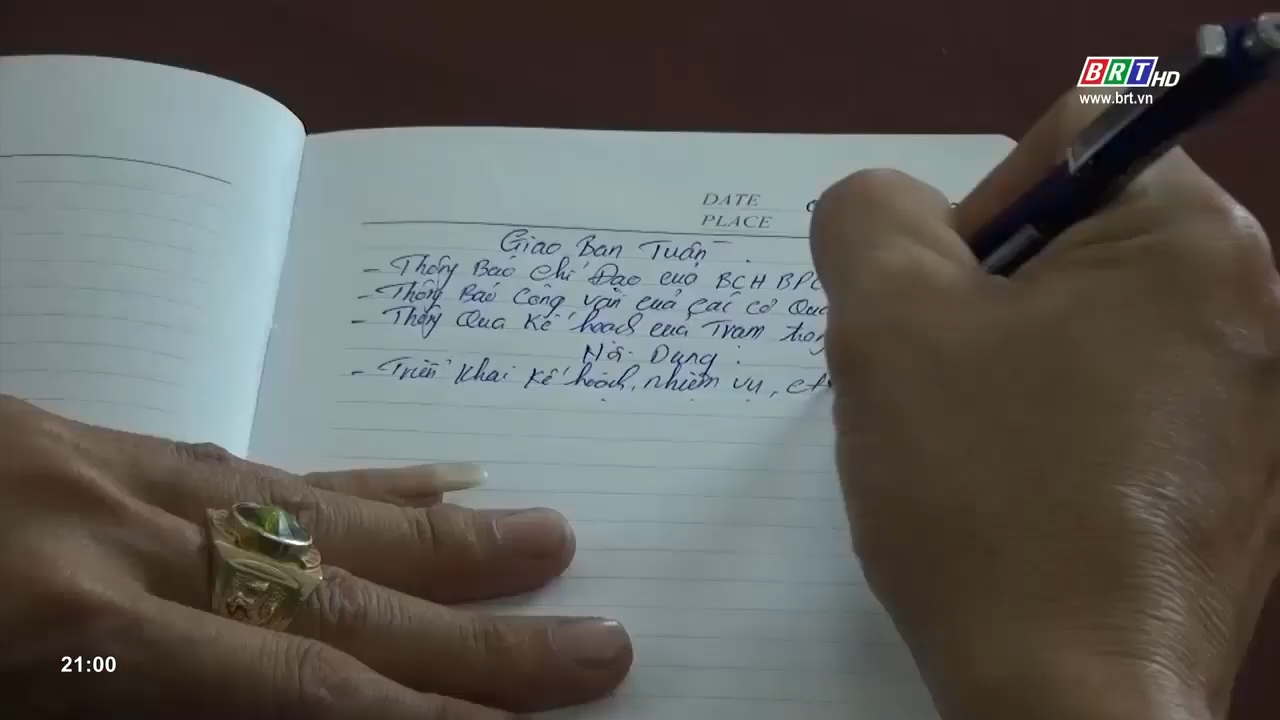 BRT HD
www.brt.vn
DATE
PLACE
Giao Ban Tuần
- Thông Báo Chỉ Đạo của BCH BP
- Thông Báo Công văn của các cơ
- Thông Qua Kế hoạch của Trạm
Nội Dung :
- Triển Khai Kế hoạch, nhiệm vụ,
21:00